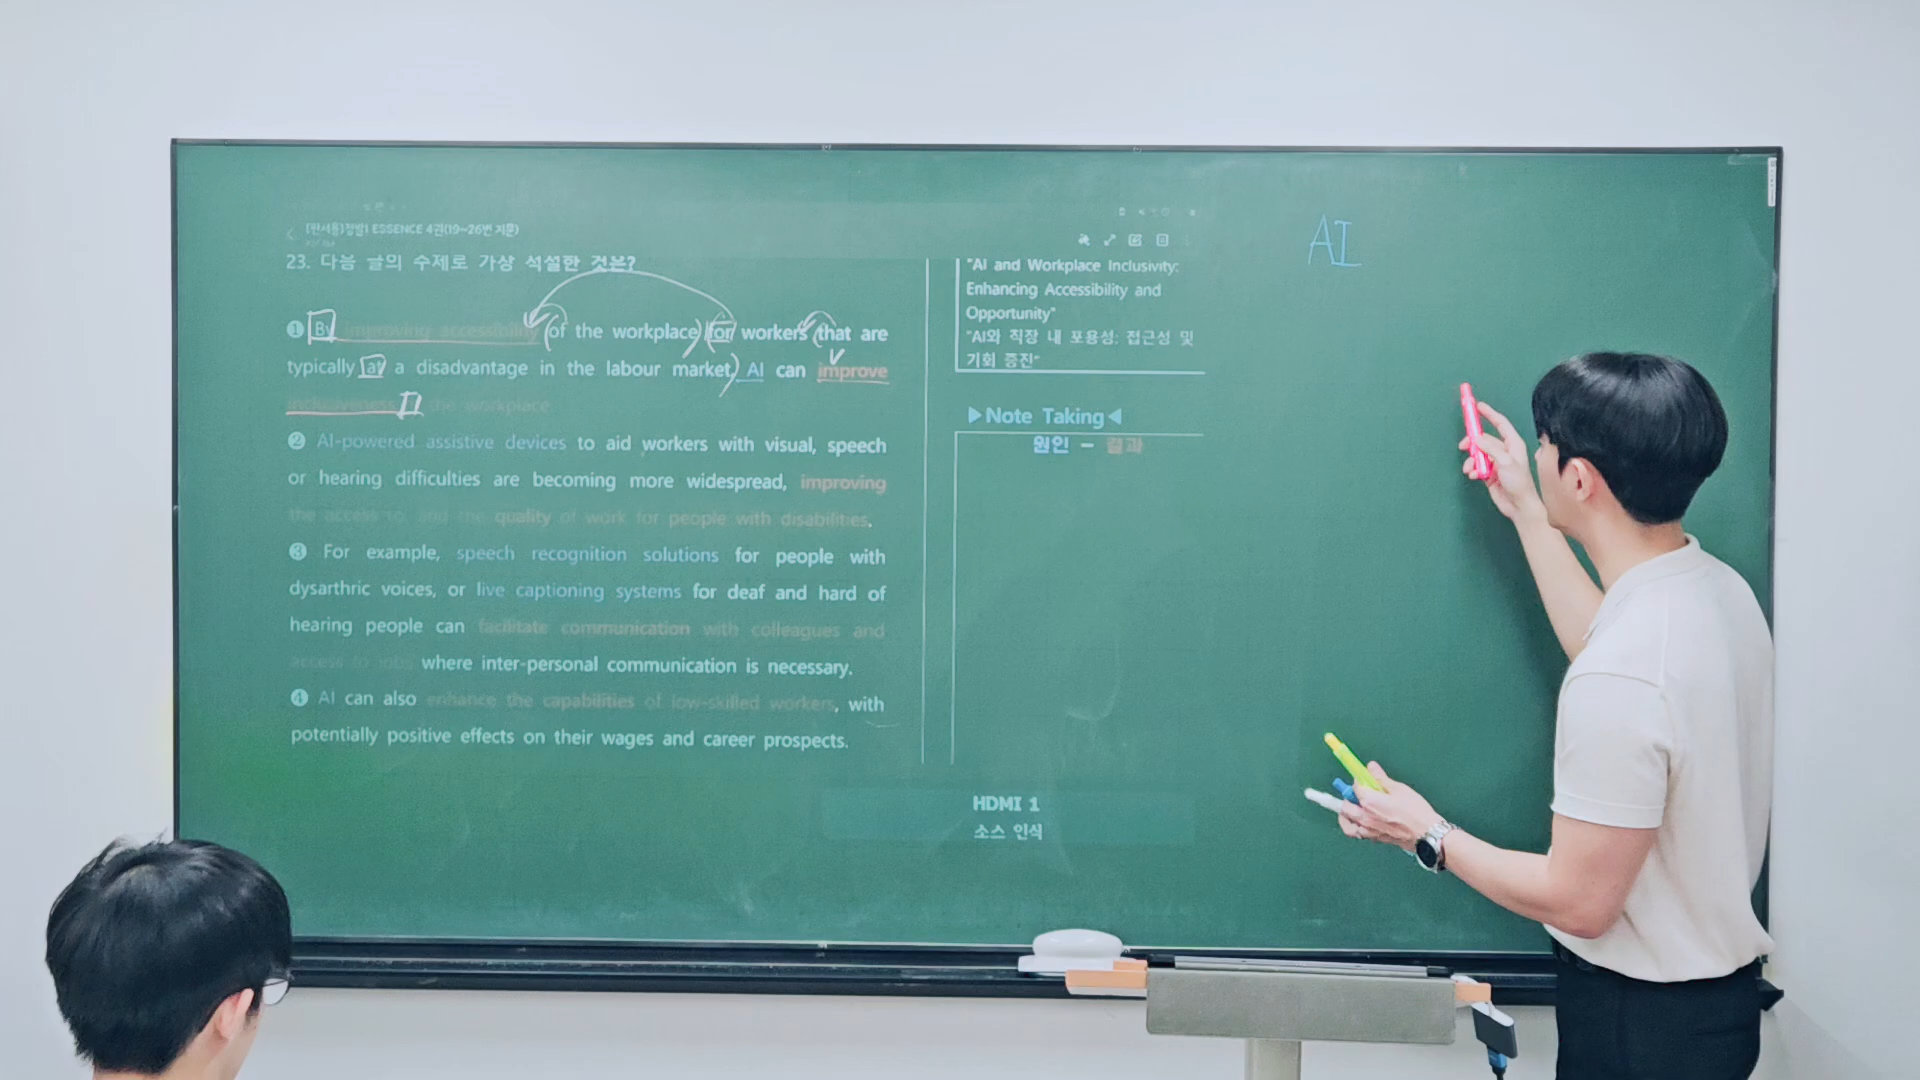 [판서용]정발1 ESSENCE 4권(19~26번 지문)
23. 다음 글의 주제로 가장 적절한 것은?
❶ By improving accessibility of the workplace for workers that are
typically at a disadvantage in the labour market, AI can improve
inclusiveness the workplace.
❷ AI-powered assistive devices to aid workers with visual, speech
or hearing difficulties are becoming more widespread, improving
the access to, and the quality of work for people with disabilities.
❸ For example, speech recognition solutions for people with
dysarthric voices, or live captioning systems for deaf and hard of
hearing people can facilitate communication with colleagues and
access to jobs where inter-personal communication is necessary.
❹ AI can also enhance the capabilities of low-skilled workers, with
potentially positive effects on their wages and career prospects.
"AI and Workplace Inclusivity:
Enhancing Accessibility and
Opportunity"
"AI와 직장 내 포용성: 접근성 및
기회 증진"
▶Note Taking◀
원인 - 결과
AI
HDMI 1
소스 인식